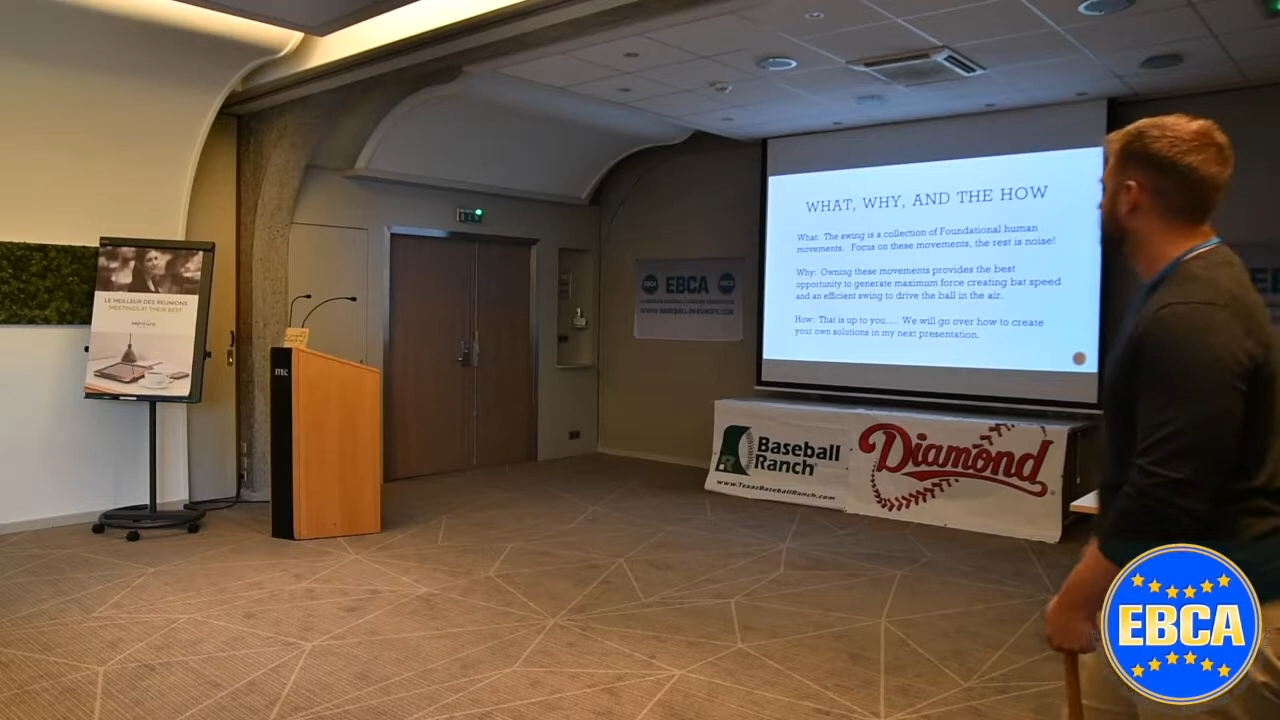 LE MEILLEUR DES RÉUNIONS
MEETINGS AT THEIR BEST
mtc
EBCA
WWW.BASEBALL-IN-EUROPE.COM
WHAT, WHY, AND THE HOW
What: The swing is a collection of Foundational human
movements. Focus on these movements, the rest is noise!
Why: Owning these movements provides the best
opportunity to generate maximum force creating bat speed
and an efficient swing to drive the ball in the air.
How: That is up to you.... We will go over how to create
your own solutions in my next presentation.
Baseball
Ranch
www.TexasBaseballRanch.com
Diamond
EBCA